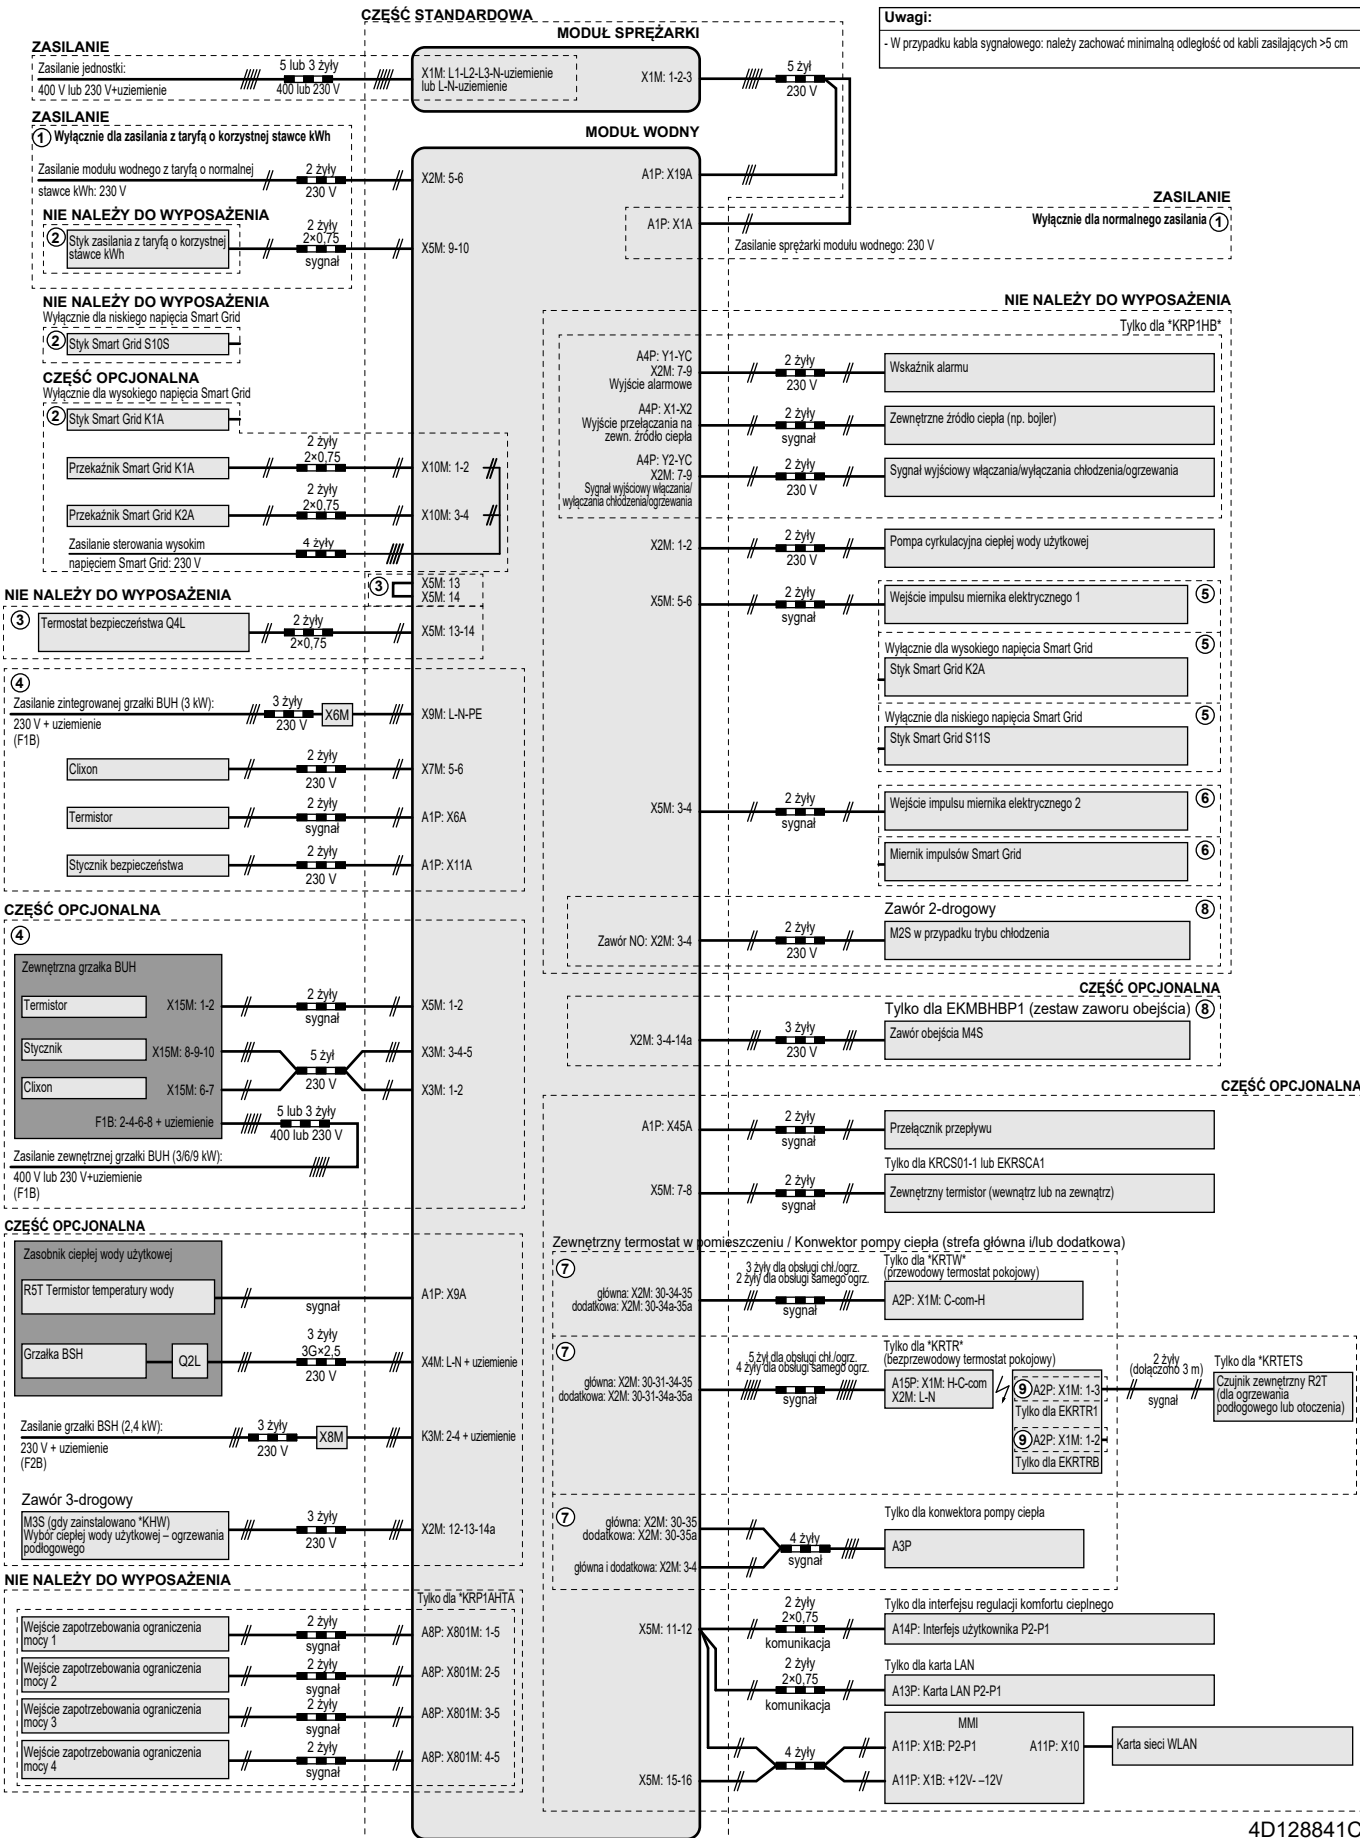 CZĘŚĆ STANDARDOWA
MODUŁ SPRĘŻARKI
Uwagi:
- W przypadku kabla sygnałowego: należy zachować minimalną odległość od kabli zasilających >5 cm
ZASILANIE
Zasilanie jednostki:
400 V lub 230 V+uziemienie
5 lub 3 żyły
400 lub 230 V
X1M: L1-L2-L3-N-uziemienie
lub L-N-uziemienie
X1M: 1-2-3
5 żył
230 V
ZASILANIE
① Wyłącznie dla zasilania z taryfą o korzystnej stawce kWh
MODUŁ WODNY
Zasilanie modułu wodnego z taryfą o normalnej
stawce kWh: 230 V
2 żyły
230 V
X2M: 5-6
A1P: X19A
NIE NALEŻY DO WYPOSAŻENIA
② Styk zasilania z taryfą o korzystnej
stawce kWh
2 żyły
2×0,75
sygnał
X5M: 9-10
ZASILANIE
Wyłącznie dla normalnego zasilania ①
A1P: X1A
Zasilanie sprężarki modułu wodnego: 230 V
NIE NALEŻY DO WYPOSAŻENIA
Wyłącznie dla niskiego napięcia Smart Grid
② Styk Smart Grid S10S
CZĘŚĆ OPCJONALNA
Wyłącznie dla wysokiego napięcia Smart Grid
② Styk Smart Grid K1A
Przekaźnik Smart Grid K1A
2 żyły
2×0,75
X10M: 1-2
Przekaźnik Smart Grid K2A
2 żyły
2×0,75
X10M: 3-4
Zasilanie sterowania wysokim
napięciem Smart Grid: 230 V
4 żyły
③
X5M: 13
X5M: 14
NIE NALEŻY DO WYPOSAŻENIA
③ Termostat bezpieczeństwa Q4L
2 żyły
2×0,75
X5M: 13-14
④
Zasilanie zintegrowanej grzałki BUH (3 kW):
230 V + uziemienie
(F1B)
3 żyły
230 V
X6M
X9M: L-N-PE
Clixon
2 żyły
230 V
X7M: 5-6
Termistor
2 żyły
sygnał
A1P: X6A
Stycznik bezpieczeństwa
2 żyły
230 V
A1P: X11A
CZĘŚĆ OPCJONALNA
④
Zewnętrzna grzałka BUH
Termistor
X15M: 1-2
2 żyły
sygnał
X5M: 1-2
Stycznik
X15M: 8-9-10
5 żył
230 V
X3M: 3-4-5
Clixon
X15M: 6-7
X3M: 1-2
F1B: 2-4-6-8 + uziemienie
5 lub 3 żyły
400 lub 230 V
Zasilanie zewnętrznej grzałki BUH (3/6/9 kW):
400 V lub 230 V+uziemienie
(F1B)
CZĘŚĆ OPCJONALNA
Zasobnik ciepłej wody użytkowej
R5T Termistor temperatury wody
sygnał
A1P: X9A
Grzałka BSH
Q2L
3 żyły
3G×2,5
230 V
X4M: L-N + uziemienie
Zasilanie grzałki BSH (2,4 kW):
230 V + uziemienie
(F2B)
3 żyły
230 V
X8M
K3M: 2-4 + uziemienie
Zawór 3-drogowy
M3S (gdy zainstalowano *KHW)
Wybór ciepłej wody użytkowej – ogrzewania
podłogowego
3 żyły
230 V
X2M: 12-13-14a
NIE NALEŻY DO WYPOSAŻENIA
Tylko dla *KRP1AHTA
Wejście zapotrzebowania ograniczenia
mocy 1
2 żyły
sygnał
A8P: X801M: 1-5
Wejście zapotrzebowania ograniczenia
mocy 2
2 żyły
sygnał
A8P: X801M: 2-5
Wejście zapotrzebowania ograniczenia
mocy 3
2 żyły
sygnał
A8P: X801M: 3-5
Wejście zapotrzebowania ograniczenia
mocy 4
2 żyły
sygnał
A8P: X801M: 4-5
NIE NALEŻY DO WYPOSAŻENIA
Tylko dla *KRP1HB*
A4P: Y1-YC
X2M: 7-9
Wyjście alarmowe
2 żyły
230 V
Wskaźnik alarmu
A4P: X1-X2
Wyjście przełączania na
zewn. źródło ciepła
2 żyły
sygnał
Zewnętrzne źródło ciepła (np. bojler)
A4P: Y2-YC
X2M: 7-9
Sygnał wyjściowy włączania/
wyłączania chłodzenia/ogrzewania
2 żyły
230 V
Sygnał wyjściowy włączania/wyłączania chłodzenia/ogrzewania
X2M: 1-2
2 żyły
230 V
Pompa cyrkulacyjna ciepłej wody użytkowej
X5M: 5-6
2 żyły
sygnał
Wejście impulsu miernika elektrycznego 1 ⑤
Wyłącznie dla wysokiego napięcia Smart Grid ⑤
Styk Smart Grid K2A
Wyłącznie dla niskiego napięcia Smart Grid ⑤
Styk Smart Grid S11S
X5M: 3-4
2 żyły
sygnał
Wejście impulsu miernika elektrycznego 2 ⑥
Miernik impulsów Smart Grid ⑥
Zawór 2-drogowy ⑧
Zawór NO: X2M: 3-4
2 żyły
230 V
M2S w przypadku trybu chłodzenia
CZĘŚĆ OPCJONALNA
Tylko dla EKMBHBP1 (zestaw zaworu obejścia) ⑧
X2M: 3-4-14a
3 żyły
230 V
Zawór obejścia M4S
CZĘŚĆ OPCJONALNA
A1P: X45A
2 żyły
sygnał
Przełącznik przepływu
Tylko dla KRCS01-1 lub EKRSCA1
X5M: 7-8
2 żyły
sygnał
Zewnętrzny termistor (wewnątrz lub na zewnątrz)
Zewnętrzny termostat w pomieszczeniu / Konwektor pompy ciepła (strefa główna i/lub dodatkowa)
⑦
główna: X2M: 30-34-35
dodatkowa: X2M: 30-34a-35a
3 żyły dla obsługi chł./ogrz.
2 żyły dla obsługi samego ogrz.
sygnał
Tylko dla *KRTW*
(przewodowy termostat pokojowy)
A2P: X1M: C-com-H
⑦
główna: X2M: 30-31-34-35
dodatkowa: X2M: 30-31-34a-35a
5 żył dla obsługi chł./ogrz.
4 żyły dla obsługi samego ogrz.
sygnał
Tylko dla *KRTR*
(bezprzewodowy termostat pokojowy)
A15P: X1M: H-C-com
X2M: L-N
⑨ A2P: X1M: 1-3
Tylko dla EKRTR1
⑨ A2P: X1M: 1-2
Tylko dla EKRTRB
2 żyły
(dołączono 3 m)
sygnał
Tylko dla *KRTETS
Czujnik zewnętrzny R2T
(dla ogrzewania
podłogowego lub otoczenia)
⑦
główna: X2M: 30-35
dodatkowa: X2M: 30-35a
główna i dodatkowa: X2M: 3-4
4 żyły
sygnał
Tylko dla konwektora pompy ciepła
A3P
X5M: 11-12
2 żyły
2×0,75
komunikacja
Tylko dla interfejsu regulacji komfortu cieplnego
A14P: Interfejs użytkownika P2-P1
2 żyły
2×0,75
komunikacja
Tylko dla karta LAN
A13P: Karta LAN P2-P1
X5M: 15-16
4 żyły
MMI
A11P: X1B: P2-P1
A11P: X10
Karta sieci WLAN
A11P: X1B: +12V- –12V
4D128841C